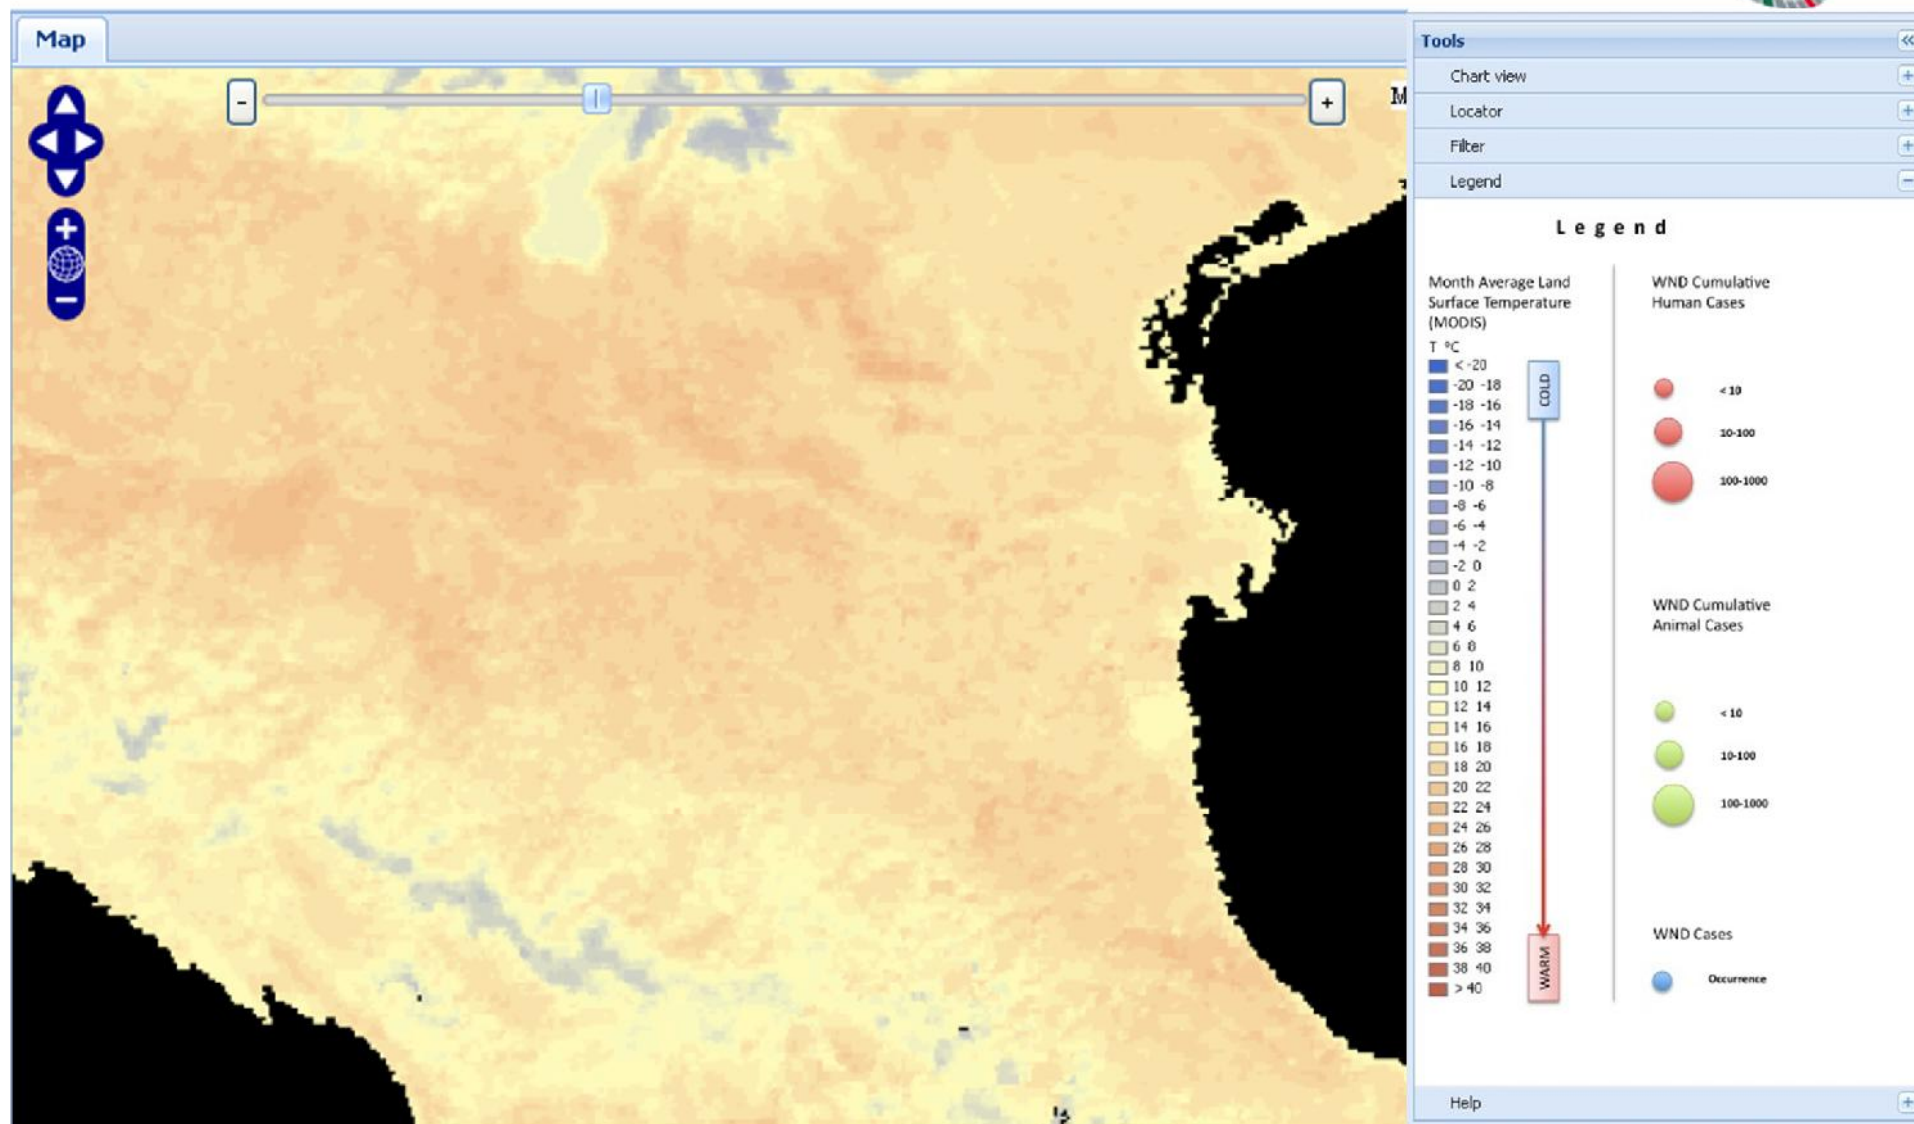 Map
-
+
M
+
−
Tools
Chart view
Locator
Filter
Legend
Legend
Month Average Land
Surface Temperature
(MODIS)
T ºC
< -20
-20 -18
-18 -16
-16 -14
-14 -12
-12 -10
-10 -8
-8 -6
-6 -4
-4 -2
-2 0
0 2
2 4
4 6
6 8
8 10
10 12
12 14
14 16
16 18
18 20
20 22
22 24
24 26
26 28
28 30
30 32
32 34
34 36
36 38
38 40
> 40
COLD
WARM
WND Cumulative
Human Cases
< 10
10-100
100-1000
WND Cumulative
Animal Cases
< 10
10-100
100-1000
WND Cases
Occurrence
Help